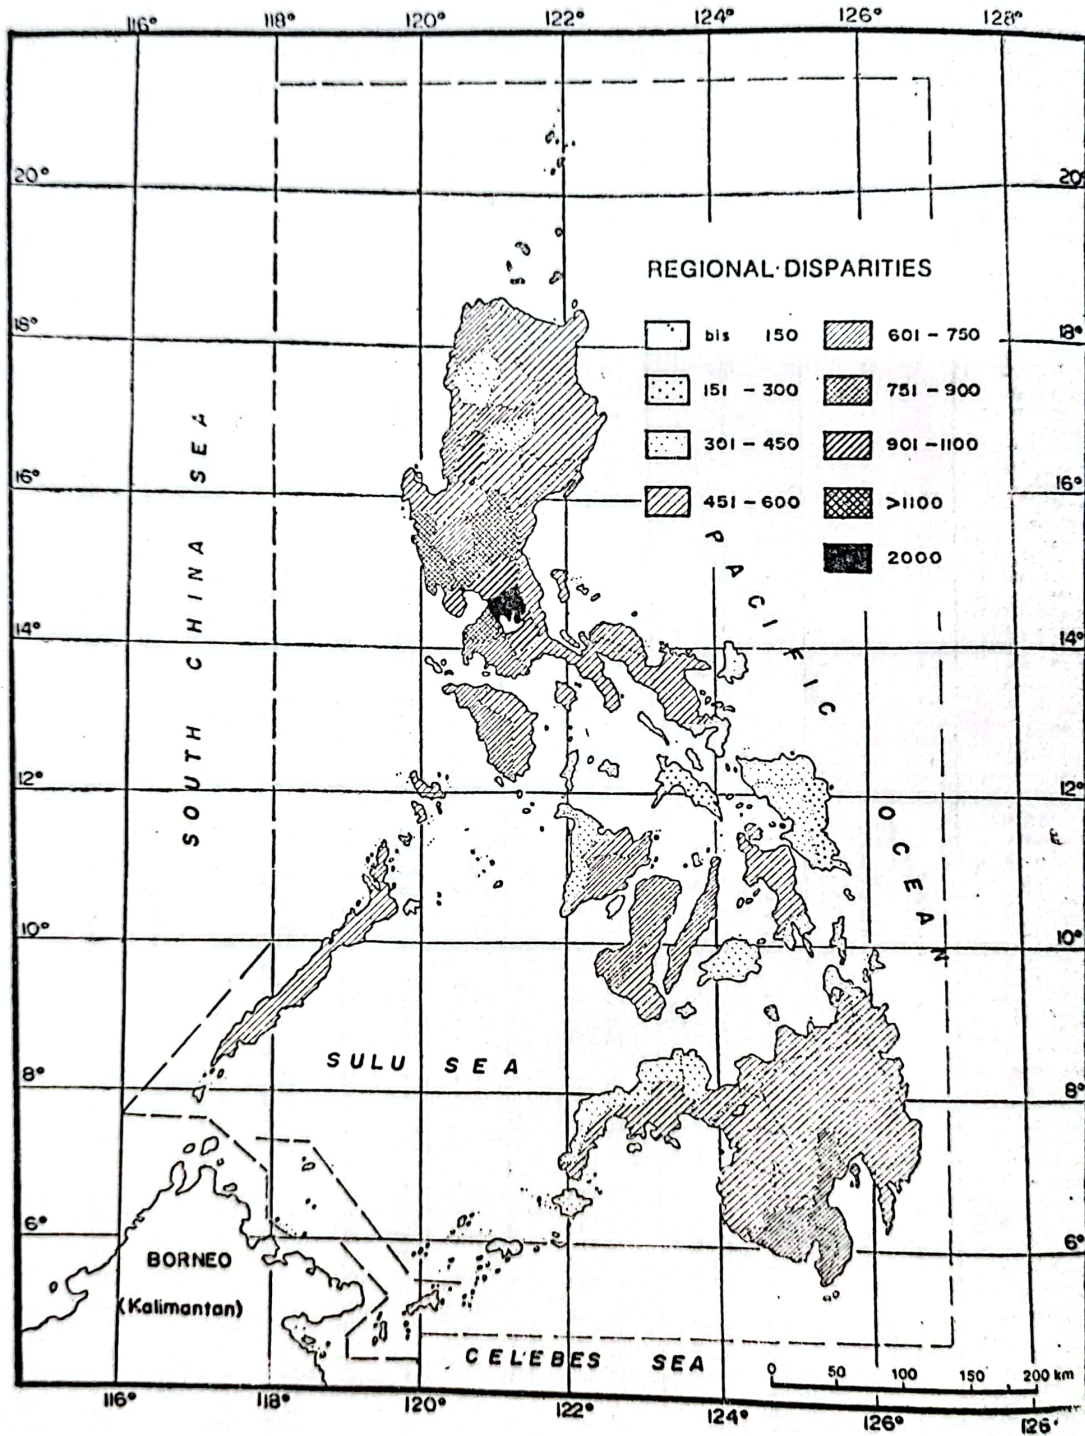 116° 118° 120° 122° 124° 126° 128°
20° 20°
REGIONAL DISPARITIES
bis 150
151 - 300
301 - 450
451 - 600
601 - 750
751 - 900
901 - 1100
>1100
2000
18° 18°
16° 16°
14° 14°
12° 12°
10° 10°
8° 8°
6° 6°
SOUTH CHINA SEA
PACIFIC OCEAN
SULU SEA
BORNEO
(Kalimantan)
CELEBES SEA
0 50 100 150 200 km
116° 118° 120° 122° 124° 126° 126°